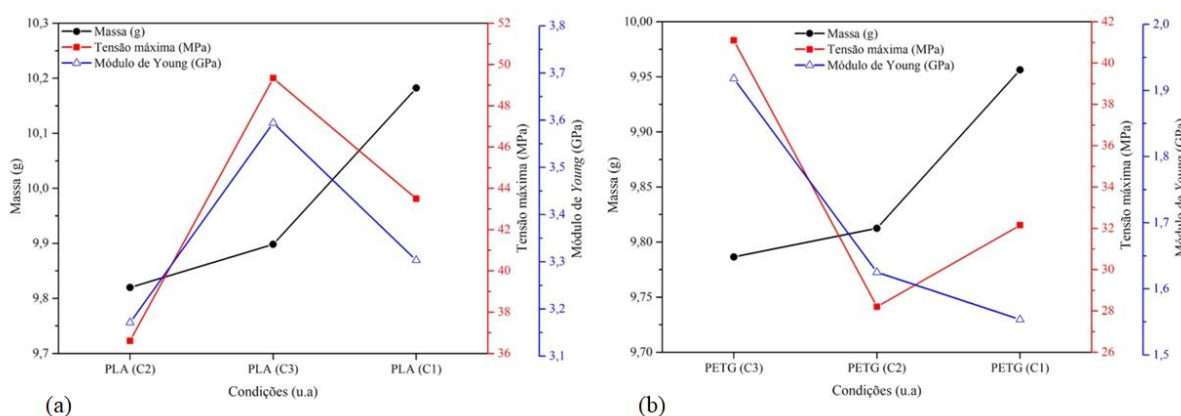 Massa (g)
Tensão máxima (MPa)
Módulo de Young (GPa)
10,3
10,2
10,1
10,0
9,9
9,8
9,7
Massa (g)
PLA (C2)
PLA (C3)
PLA (C1)
Condições (u.a)
52
50
48
46
44
42
40
38
36
Tensão máxima (MPa)
3,8
3,7
3,6
3,5
3,4
3,3
3,2
3,1
Módulo de Young (GPa)
(a)
Massa (g)
Tensão máxima (MPa)
Módulo de Young (GPa)
10,00
9,95
9,90
9,85
9,80
9,75
9,70
Massa (g)
PETG (C3)
PETG (C2)
PETG (C1)
Condições (u.a)
42
40
38
36
34
32
30
28
26
Tensão máxima (MPa)
2,0
1,9
1,8
1,7
1,6
1,5
Módulo de Young (GPa)
(b)